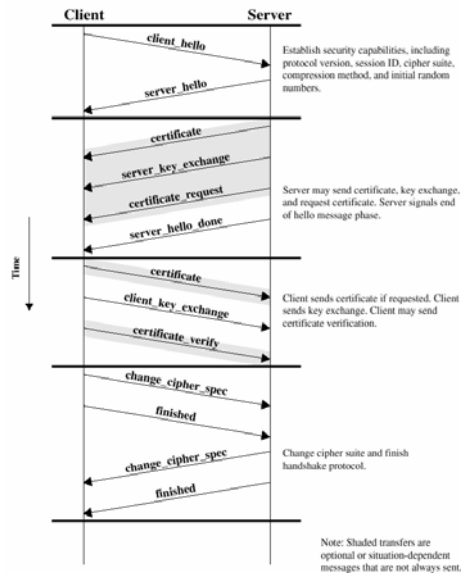 Client Server
client_hello
Establish security capabilities, including
protocol version, session ID, cipher suite,
compression method, and initial random
numbers.
server_hello
certificate
server_key_exchange
certificate_request
Server may send certificate, key exchange,
and request certificate. Server signals end
of hello message phase.
server_hello_done
Time
certificate
Client sends certificate if requested. Client
sends key exchange. Client may send
certificate verification.
client_key_exchange
certificate_verify
change_cipher_spec
finished
change_cipher_spec
Change cipher suite and finish
handshake protocol.
finished
Note: Shaded transfers are
optional or situation-dependent
messages that are not always sent.